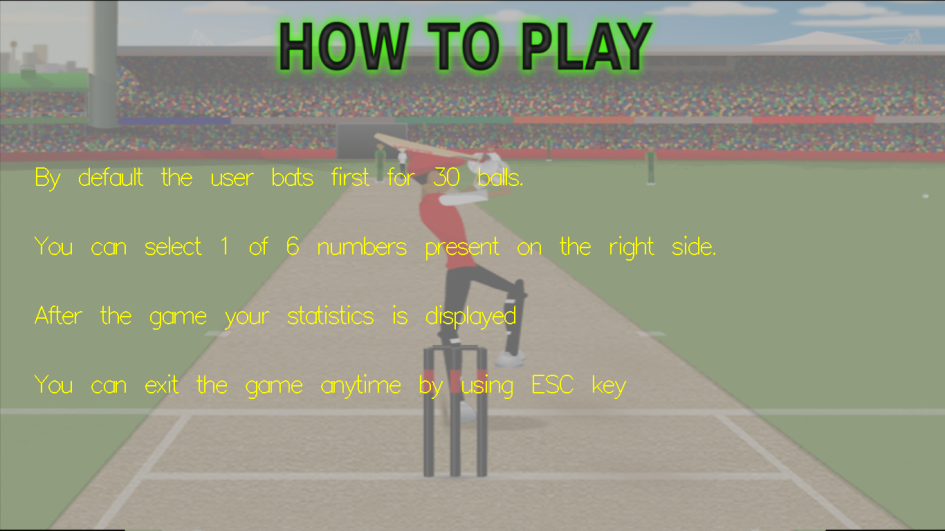 HOW TO PLAY
By default the user bats first for 30 balls.
You can select 1 of 6 numbers present on the right side.
After the game your statistics is displayed
You can exit the game anytime by using ESC key